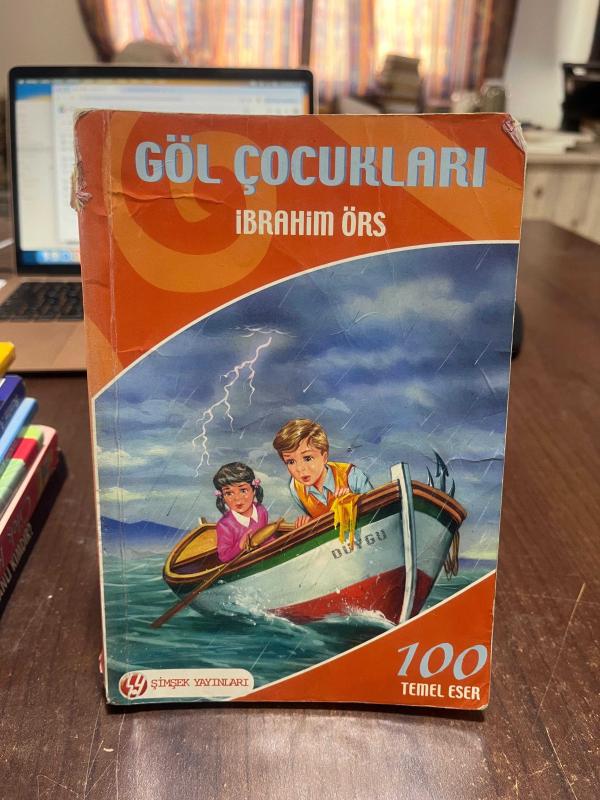 GÖL ÇOCUKLARI
İBRAHİM ÖRS
DUYGU
ŞİMŞEK YAYINLARI
100
TEMEL ESER